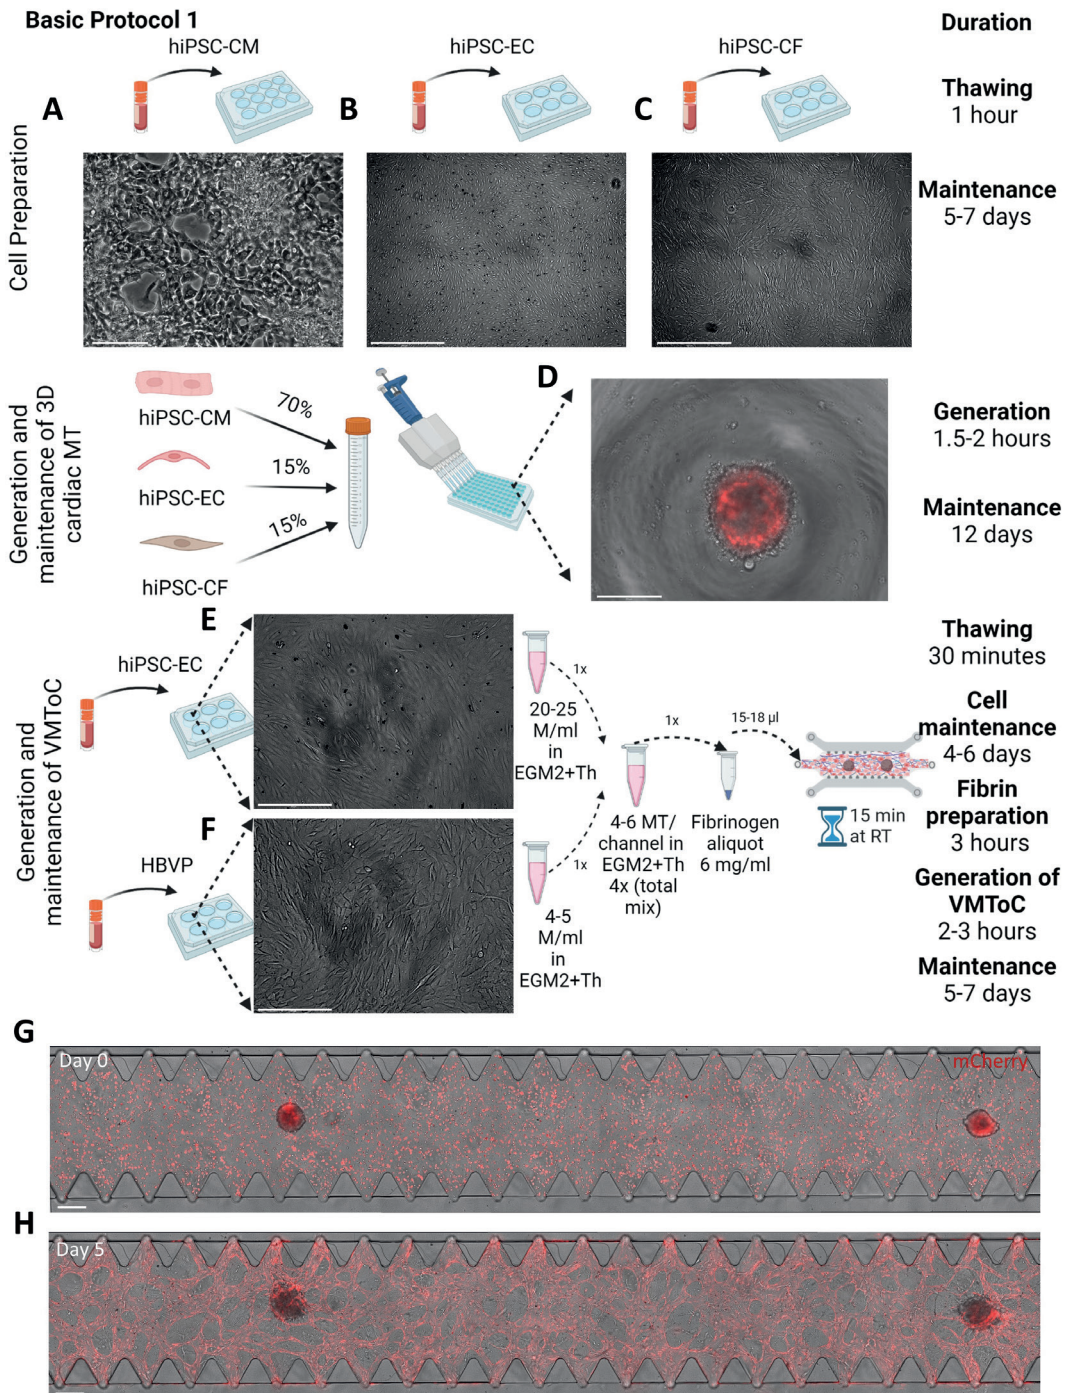 Basic Protocol 1
Duration
hiPSC-CM
hiPSC-EC
hiPSC-CF
A
B
C
Thawing
1 hour
Cell Preparation
Maintenance
5-7 days
Generation and
maintenance of 3D
cardiac MT
hiPSC-CM
70%
hiPSC-EC
15%
hiPSC-CF
15%
D
Generation
1.5-2 hours
Maintenance
12 days
Generation and
maintenance of VMToC
E
hiPSC-EC
F
HBVP
1x
20-25
M/ml
in
EGM2+Th
1x
4-5
M/ml
in
EGM2+Th
1x
4-6 MT/
channel in
EGM2+Th
4x (total
mix)
15-18 µl
Fibrinogen
aliquot
6 mg/ml
15 min
at RT
Thawing
30 minutes
Cell
maintenance
4-6 days
Fibrin
preparation
3 hours
Generation of
VMToC
2-3 hours
Maintenance
5-7 days
G
Day 0
mCherry
H
Day 5